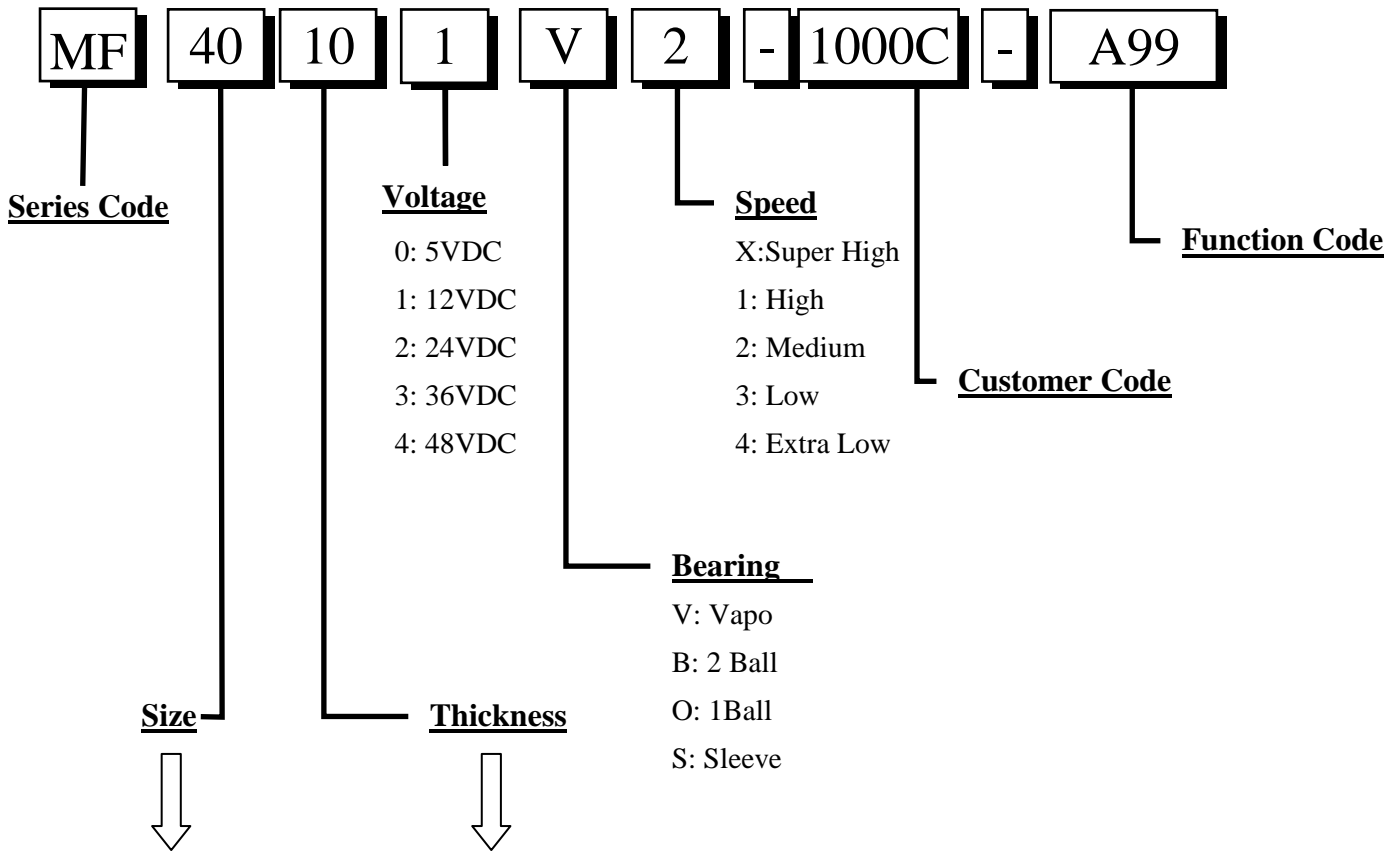 MF 40 10 1 V 2 - 1000C - A99
Series Code
Voltage
0: 5VDC
1: 12VDC
2: 24VDC
3: 36VDC
4: 48VDC
Speed
X:Super High
1: High
2: Medium
3: Low
4: Extra Low
Function Code
Customer Code
Bearing
V: Vapo
B: 2 Ball
O: 1Ball
S: Sleeve
Size
Thickness